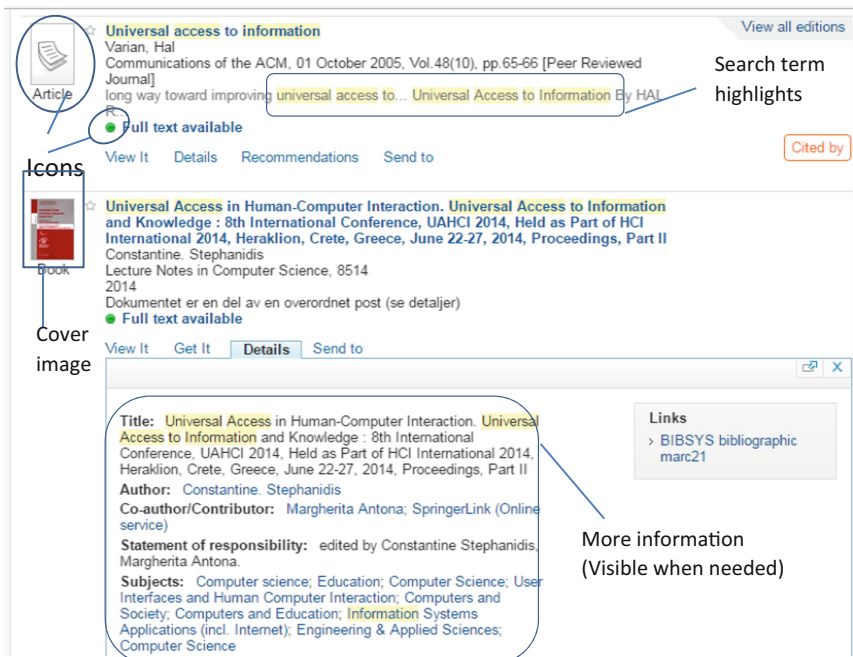 View all editions
Universal access to information
Varian, Hal
Communications of the ACM, 01 October 2005, Vol.48(10), pp.65-66 [Peer Reviewed
Journal]
long way toward improving universal access to... Universal Access to Information By HAL
R...
Full text available
View It Details Recommendations Send to
Article
Search term
highlights
Cited by
Icons
Universal Access in Human-Computer Interaction. Universal Access to Information
and Knowledge : 8th International Conference, UAHCI 2014, Held as Part of HCI
International 2014, Heraklion, Crete, Greece, June 22-27, 2014, Proceedings, Part II
Constantine. Stephanidis
Lecture Notes in Computer Science, 8514
2014
Dokumentet er en del av en overordnet post (se detaljer)
Full text available
Book
Cover
image
View It Get It Details Send to
Title: Universal Access in Human-Computer Interaction. Universal
Access to Information and Knowledge : 8th International
Conference, UAHCI 2014, Held as Part of HCI International 2014,
Heraklion, Crete, Greece, June 22-27, 2014, Proceedings, Part II
Author: Constantine. Stephanidis
Co-author/Contributor: Margherita Antona; SpringerLink (Online
service)
Statement of responsibility: edited by Constantine Stephanidis,
Margherita Antona.
Subjects: Computer science; Education; Computer Science; User
Interfaces and Human Computer Interaction; Computers and
Society; Computers and Education; Information Systems
Applications (incl. Internet); Engineering & Applied Sciences;
Computer Science
Links
> BIBSYS bibliographic
marc21
More information
(Visible when needed)